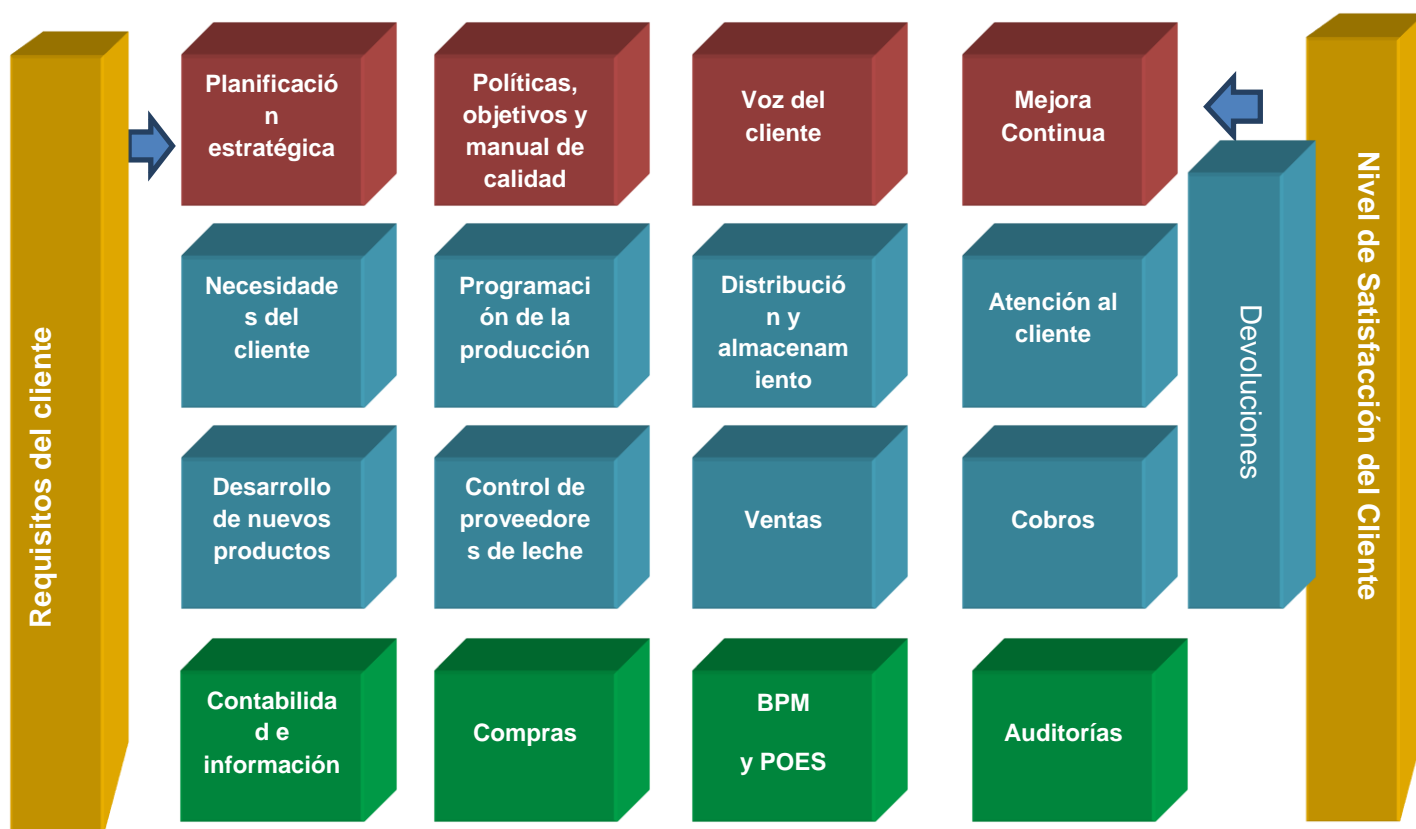 Requisitos del cliente
Planificació
n
estratégica
Políticas,
objetivos y
manual de
calidad
Voz del
cliente
Mejora
Continua
Necesidade
s del
cliente
Programaci
ón de la
producción
Distribució
n y
almacenam
iento
Atención al
cliente
Desarrollo
de nuevos
productos
Control de
proveedore
s de leche
Ventas
Cobros
Devoluciones
Nivel de Satisfacción del Cliente
Contabilida
d e
información
Compras
BPM
y POES
Auditorías